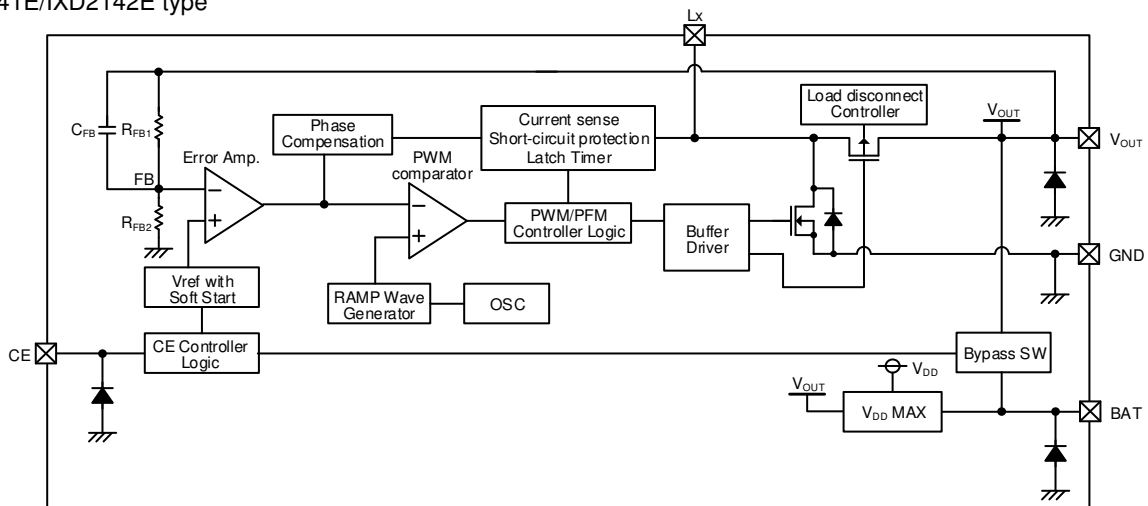 41E/IXD2142E type
Lx
Load disconnect
Controller
VOUT
VOUT
CFB
RFB1
Phase
Compensation
Current sense
Short-circuit protection
Latch Timer
Error Amp.
PWM
comparator
FB
RFB2
PWM/PFM
Controller Logic
Buffer
Driver
GND
Vref with
Soft Start
RAMP Wave
Generator
OSC
CE
CE Controller
Logic
Bypass SW
VDD
VOUT
VDD MAX
BAT